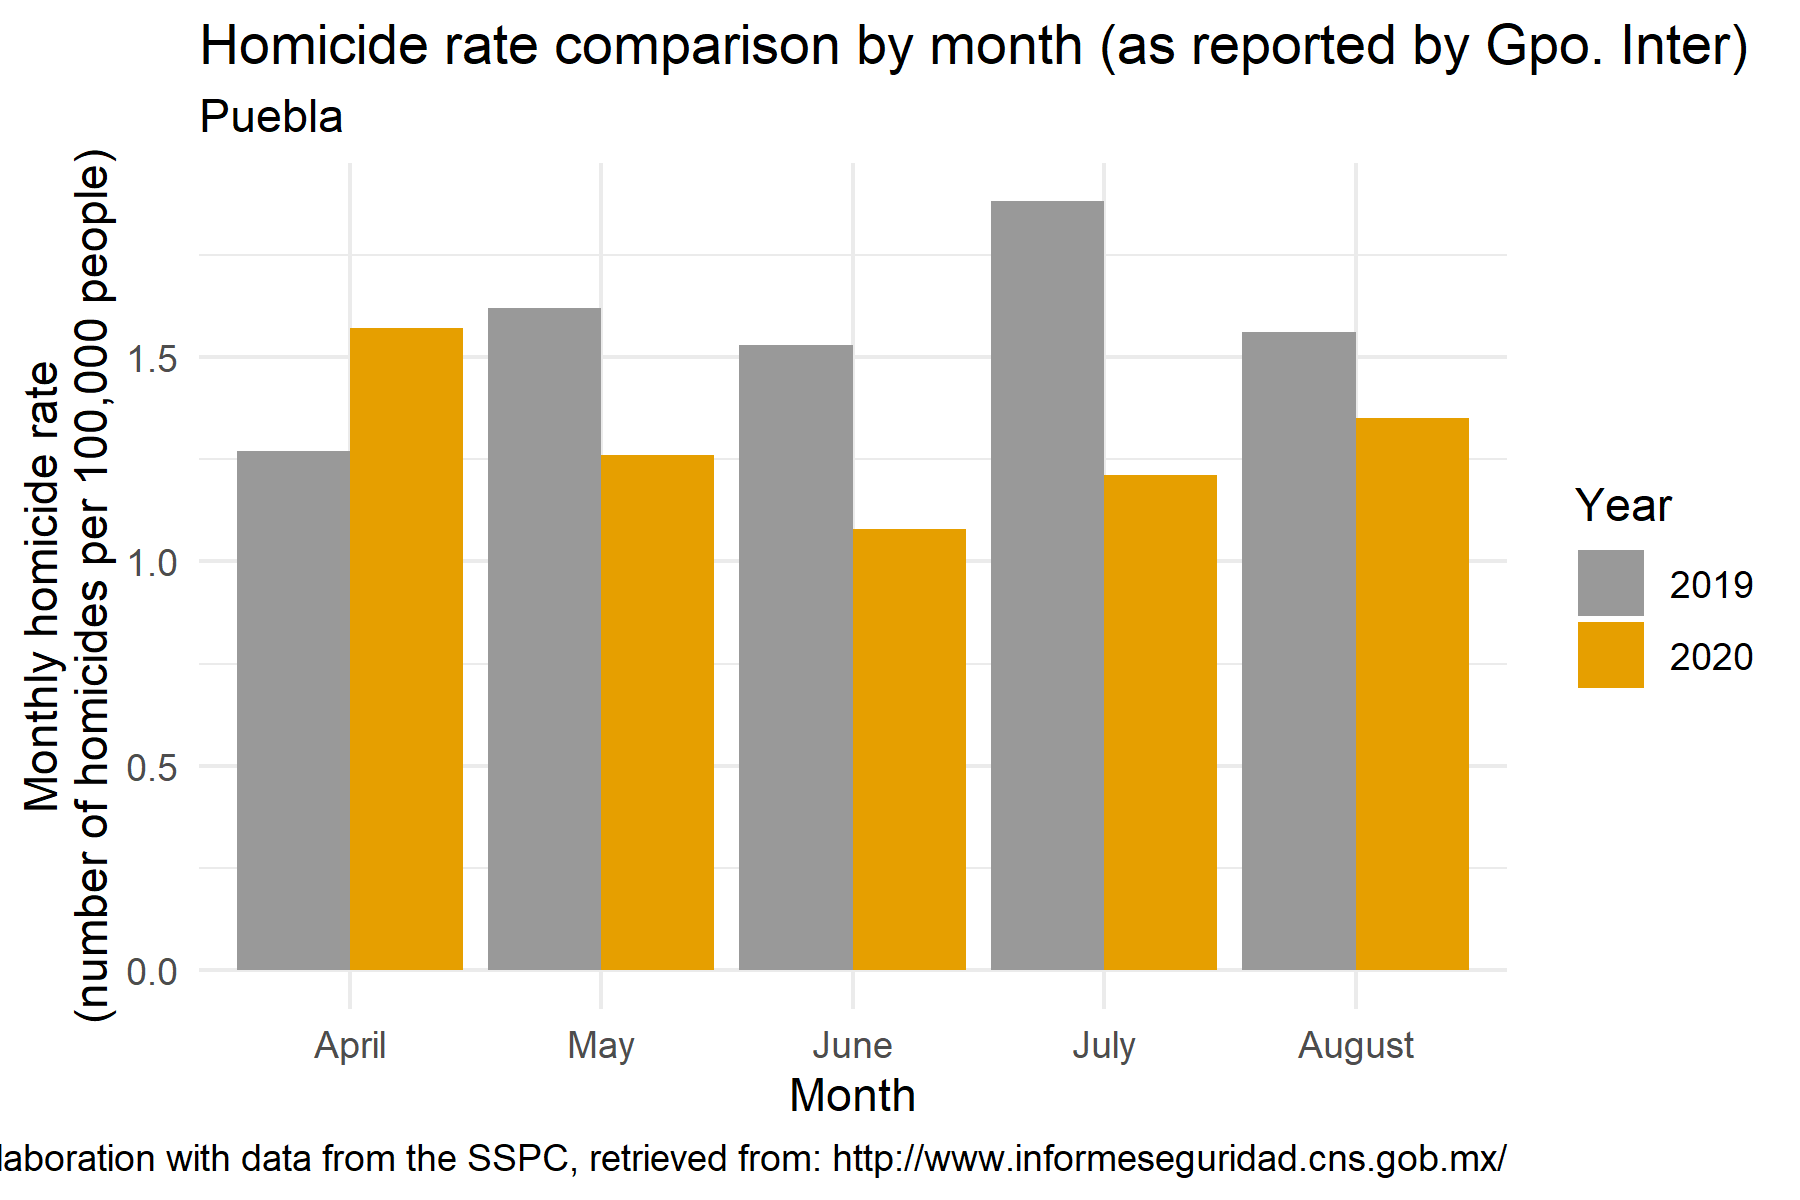 Homicide rate comparison by month (as reported by Gpo. Inter)
Puebla
Monthly homicide rate
(number of homicides per 100,000 people)
1.5
1.0
0.5
0.0
April
May
June
July
August
Month
Year
2019
2020
with data from the SSPC, retrieved from: http://www.informeseguridad.cns.gob.mx/